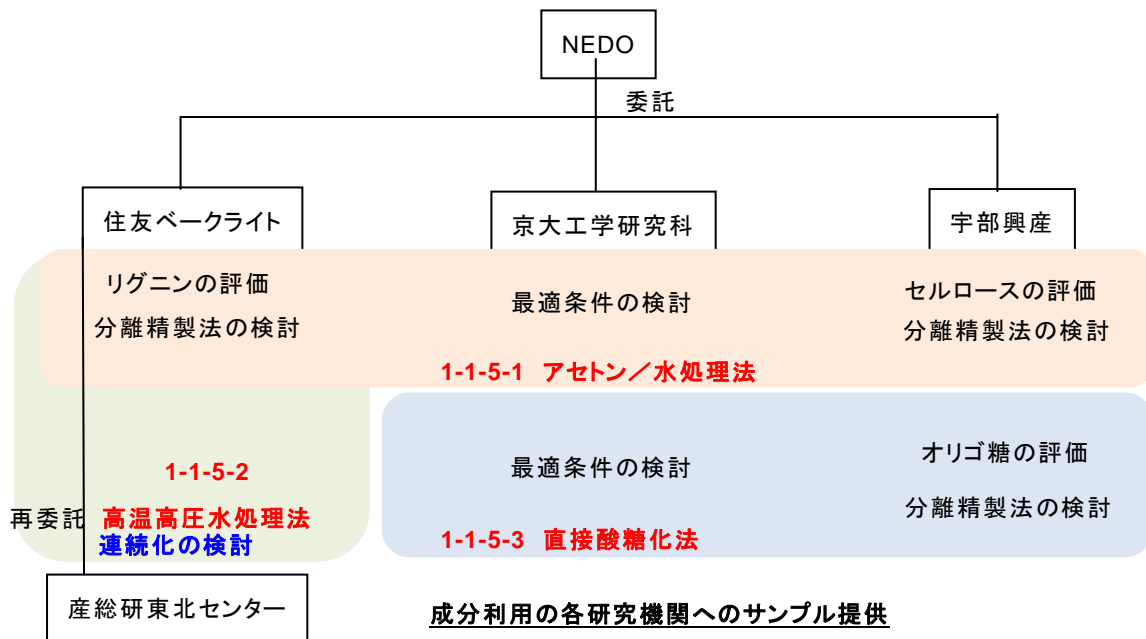 NEDO
委託
住友ベークライト
京大工学研究科
宇部興産
リグニンの評価
分離精製法の検討
最適条件の検討
セルロースの評価
分離精製法の検討
1-1-5-1 アセトン／水処理法
1-1-5-2
再委託 高温高圧水処理法
連続化の検討
最適条件の検討
オリゴ糖の評価
分離精製法の検討
1-1-5-3 直接酸糖化法
産総研東北センター
成分利用の各研究機関へのサンプル提供